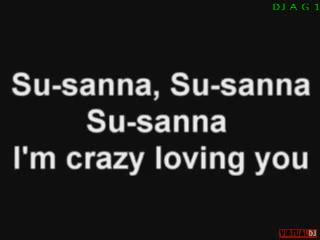 DJ A G 1
Su-sanna, Su-sanna
Su-sanna
I'm crazy loving you
VIRTUAL DJ